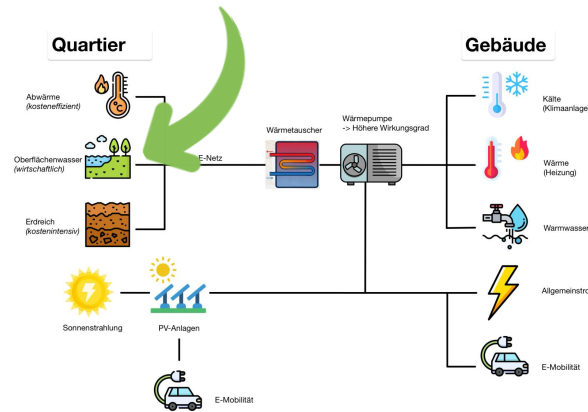 Quartier
Gebäude
Abwärme
(kosteneffizient)
Oberflächenwasser
(wirtschaftlich)
Erdreich
(kostenintensiv)
E-Netz
Wärmetauscher
Wärmepumpe
-> Höhere Wirkungsgrad
Kälte
(Klimaanlage
Wärme
(Heizung)
Warmwasser
Sonnenstrahlung
PV-Anlagen
Allgemeinstro
E-Mobilität
E-Mobilität
°C